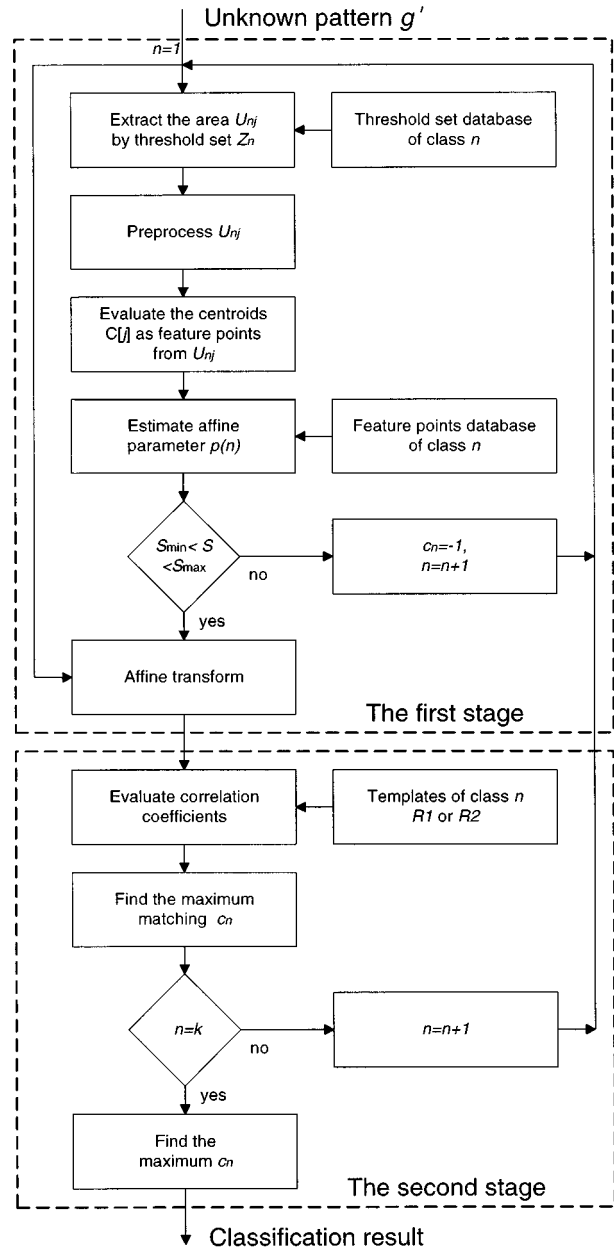 Unknown pattern g'
n=1
Extract the area Unj
by threshold set Zn
Threshold set database
of class n
Preprocess Unj
Evaluate the centroids
C[j] as feature points
from Unj
Estimate affine
parameter p(n)
Feature points database
of class n
Smin< S
<Smax
no
cn=-1,
n=n+1
yes
Affine transform
The first stage
Evaluate correlation
coefficients
Templates of class n
R1 or R2
Find the maximum
matching cn
n=k
no
n=n+1
yes
Find the
maximum cn
The second stage
Classification result